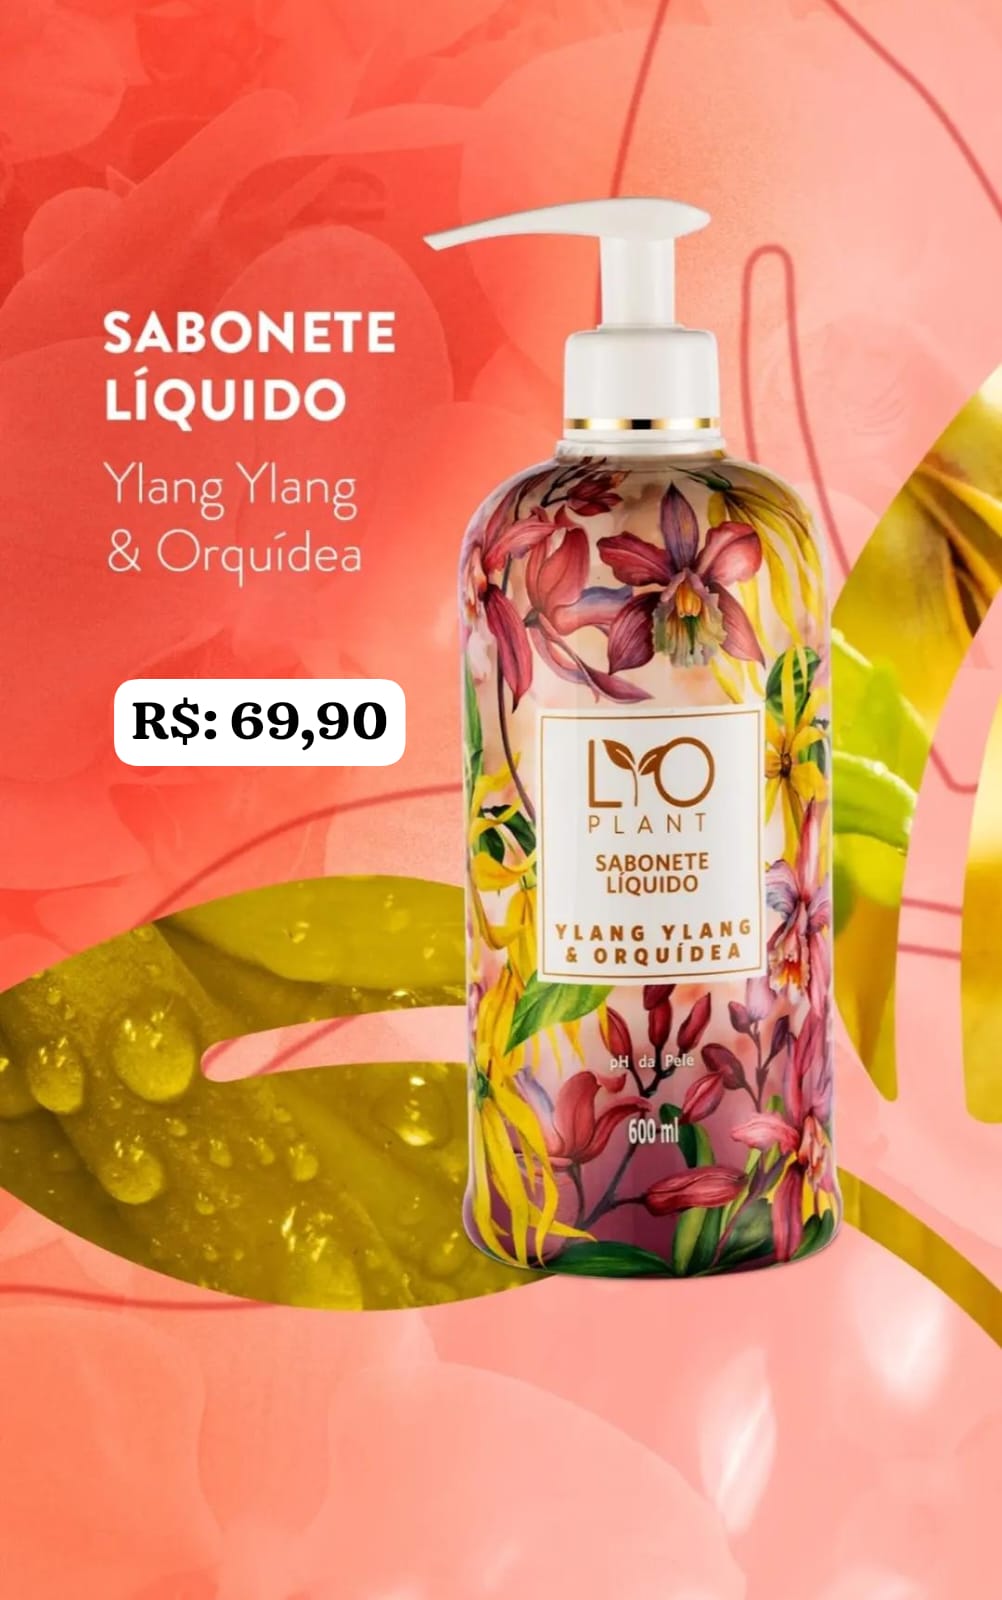 SABONETE
LÍQUIDO
Ylang Ylang
& Orquídea
R$: 69,90
LYO
PLANT
SABONETE
LÍQUIDO
YLANG YLANG
& ORQUÍDEA
pH da Pele
600 ml